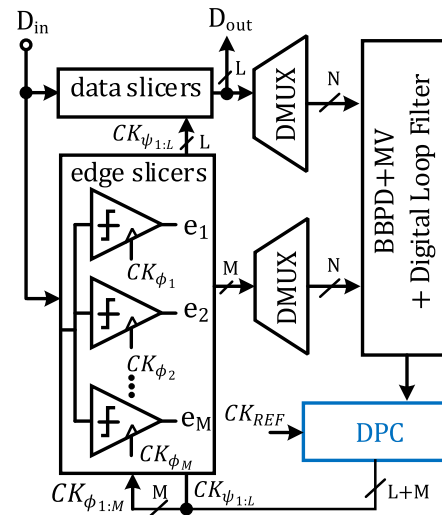 D_in
D_out
data slicers
L
DMUX
N
CK_ψ1:L
L
edge slicers
e_1
CK_ϕ1
e_2
CK_ϕ2
e_M
CK_ϕM
M
DMUX
N
BBPD+MV
+ Digital Loop Filter
CK_REF
DPC
CK_ϕ1:M
M
CK_ψ1:L
L+M